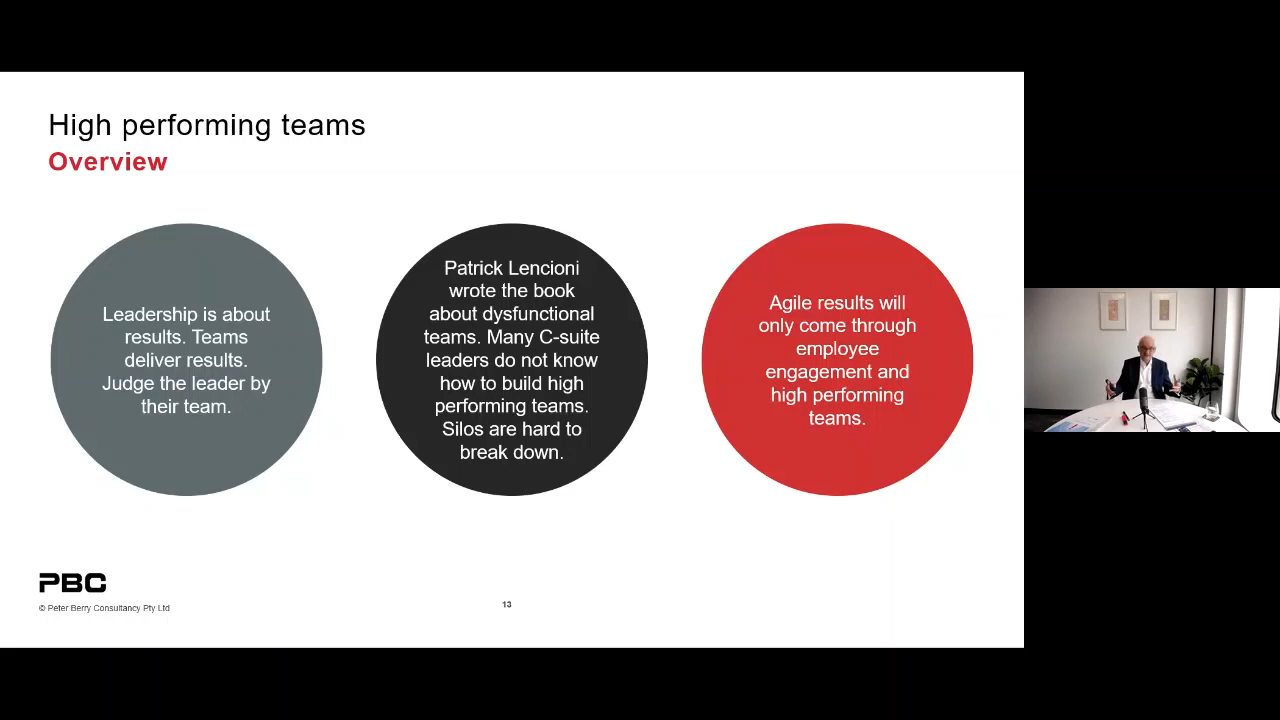 High performing teams
Overview
Leadership is about
results. Teams
deliver results.
Judge the leader by
their team.
Patrick Lencioni
wrote the book
about dysfunctional
teams. Many C-suite
leaders do not know
how to build high
performing teams.
Silos are hard to
break down.
Agile results will
only come through
employee
engagement and
high performing
teams.
PBC
© Peter Berry Consultancy Pty Ltd
13